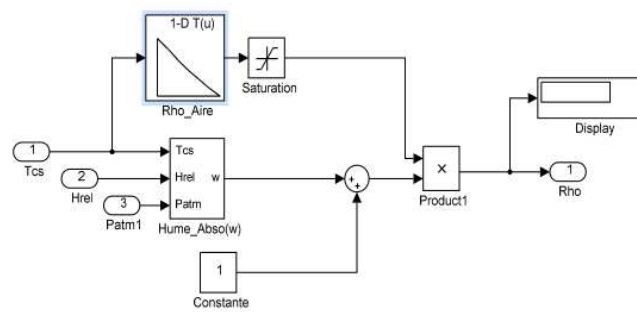 1-D T(u)
Rho_Aire
Saturation
Display
1
Tcs
2
Hrel
3
Patm1
Tcs
Hrel
Patm
w
Hume_Abso(w)
+
+
×
Product1
1
Rho
1
Constante